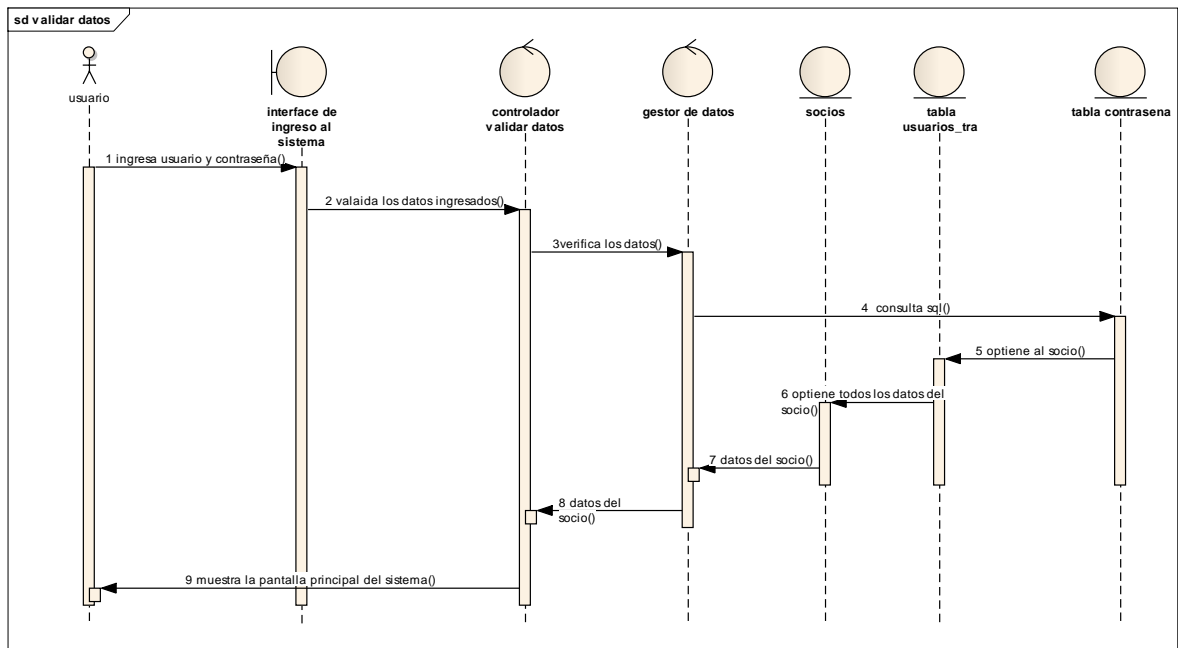 sd validar datos
usuario
interface de
ingreso al
sistema
controlador
validar datos
gestor de datos
socios
tabla
usuarios_tra
tabla contrasena
1 ingresa usuario y contraseña()
2 valaida los datos ingresados()
3verifica los datos()
4 consulta sql()
5 optiene al socio()
6 optiene todos los datos del
socio()
7 datos del socio()
8 datos del
socio()
9 muestra la pantalla principal del sistema()